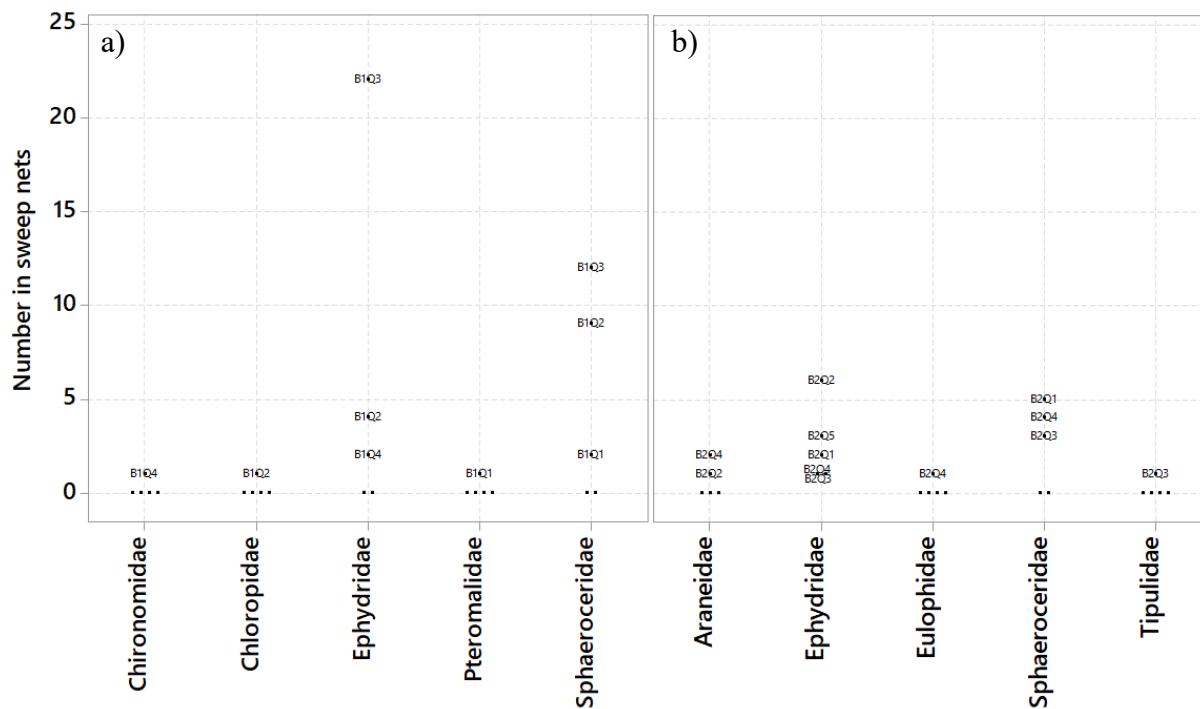 a)
b)
Number in sweep nets
25
20
15
10
5
0
B1Q3
B1Q3
B1Q2
B1Q2
B1Q4
B1Q1
B1Q4
B1Q2
B1Q1
B2Q2
B2Q1
B2Q4
B2Q5
B2Q3
B2Q4
B2Q1
B2Q4
B2Q2
B2Q3
B2Q4
B2Q3
Chironomidae
Chloropidae
Ephydridae
Pteromalidae
Sphaeroceridae
Araneidae
Ephydridae
Eulophidae
Sphaeroceridae
Tipulidae